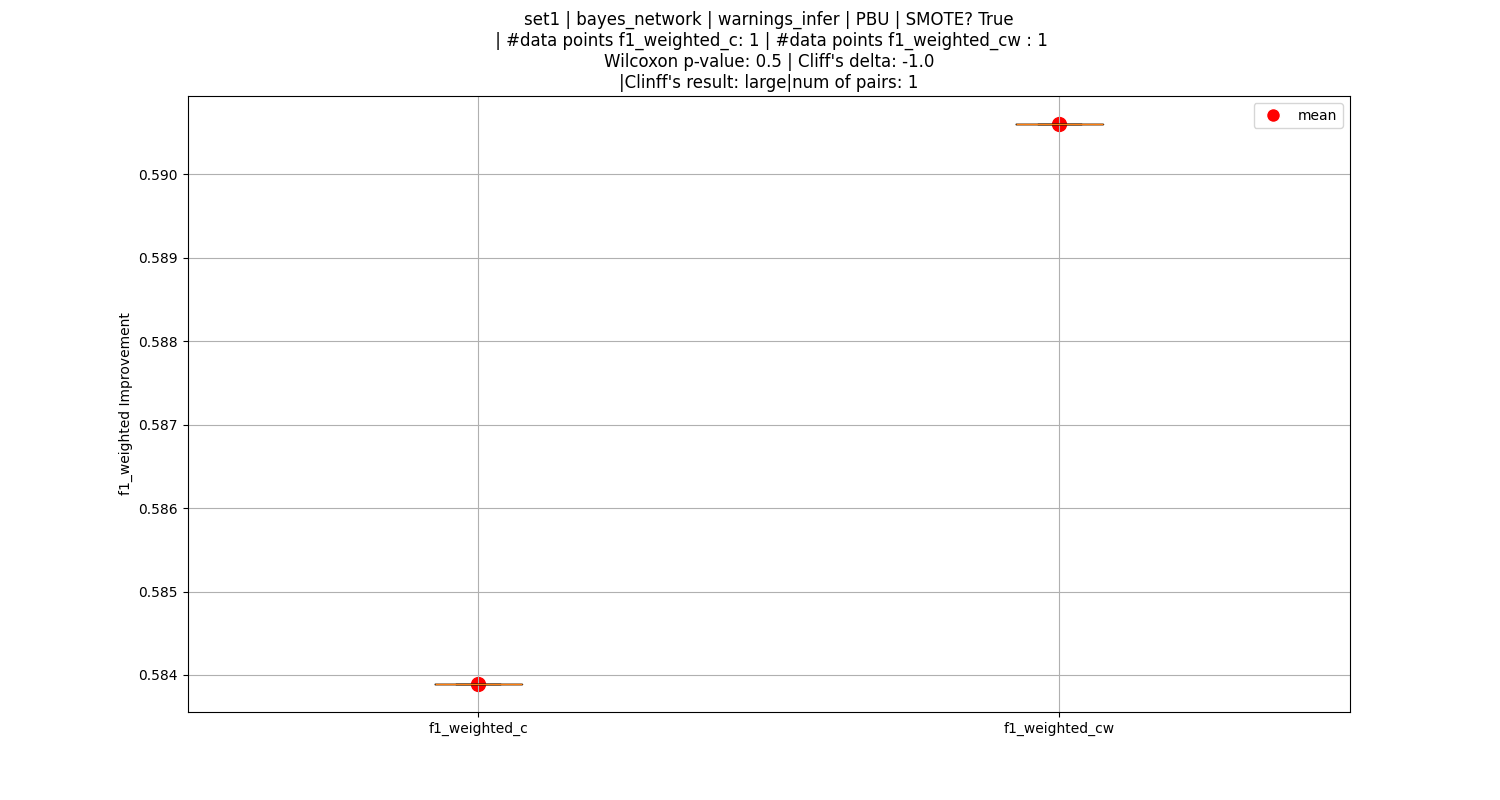 set1 | bayes_network | warnings_infer | PBU | SMOTE? True
| #data points f1_weighted_c: 1 | #data points f1_weighted_cw : 1
Wilcoxon p-value: 0.5 | Cliff's delta: -1.0
|Clinff's result: large|num of pairs: 1
mean
f1_weighted Improvement
0.590
0.589
0.588
0.587
0.586
0.585
0.584
f1_weighted_c
f1_weighted_cw